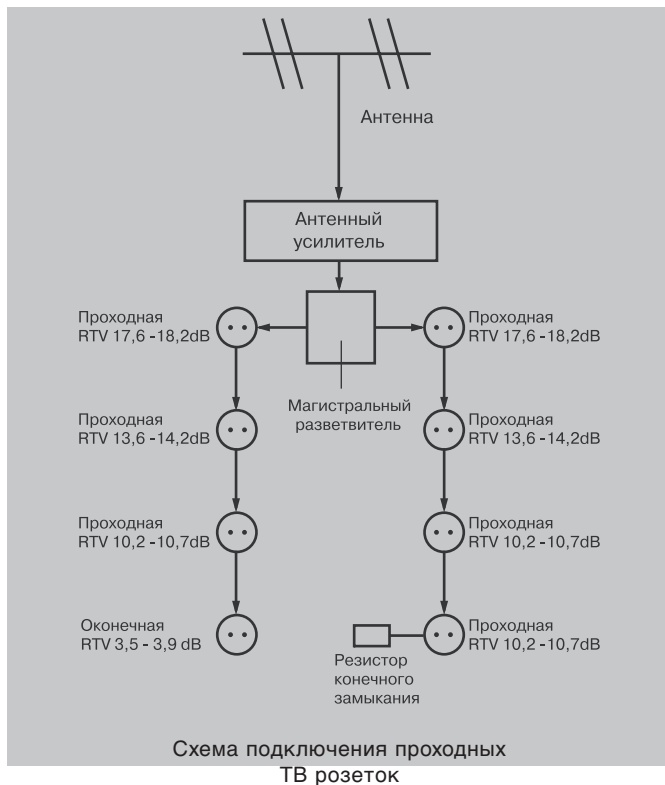 Антенна
Антенный
усилитель
Проходная
RTV 17,6 -18,2dB
Проходная
RTV 17,6 -18,2dB
Магистральный
разветвитель
Проходная
RTV 13,6 -14,2dB
Проходная
RTV 13,6 -14,2dB
Проходная
RTV 10,2 -10,7dB
Проходная
RTV 10,2 -10,7dB
Оконечная
RTV 3,5 - 3,9 dB
Проходная
RTV 10,2 -10,7dB
Резистор
конечного
замыкания
Схема подключения проходных
ТВ розеток